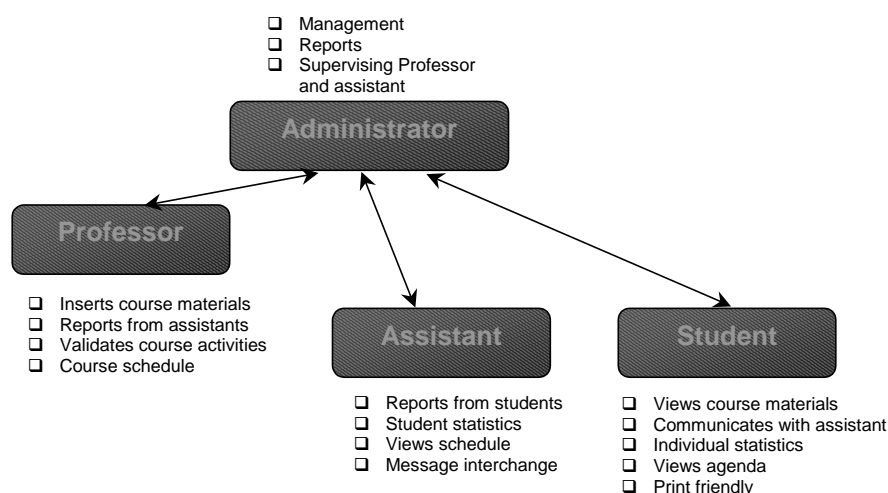 ❑ Management
❑ Reports
❑ Supervising Professor
and assistant
Administrator
Professor
❑ Inserts course materials
❑ Reports from assistants
❑ Validates course activities
❑ Course schedule
Assistant
❑ Reports from students
❑ Student statistics
❑ Views schedule
❑ Message interchange
Student
❑ Views course materials
❑ Communicates with assistant
❑ Individual statistics
❑ Views agenda
❑ Print friendly